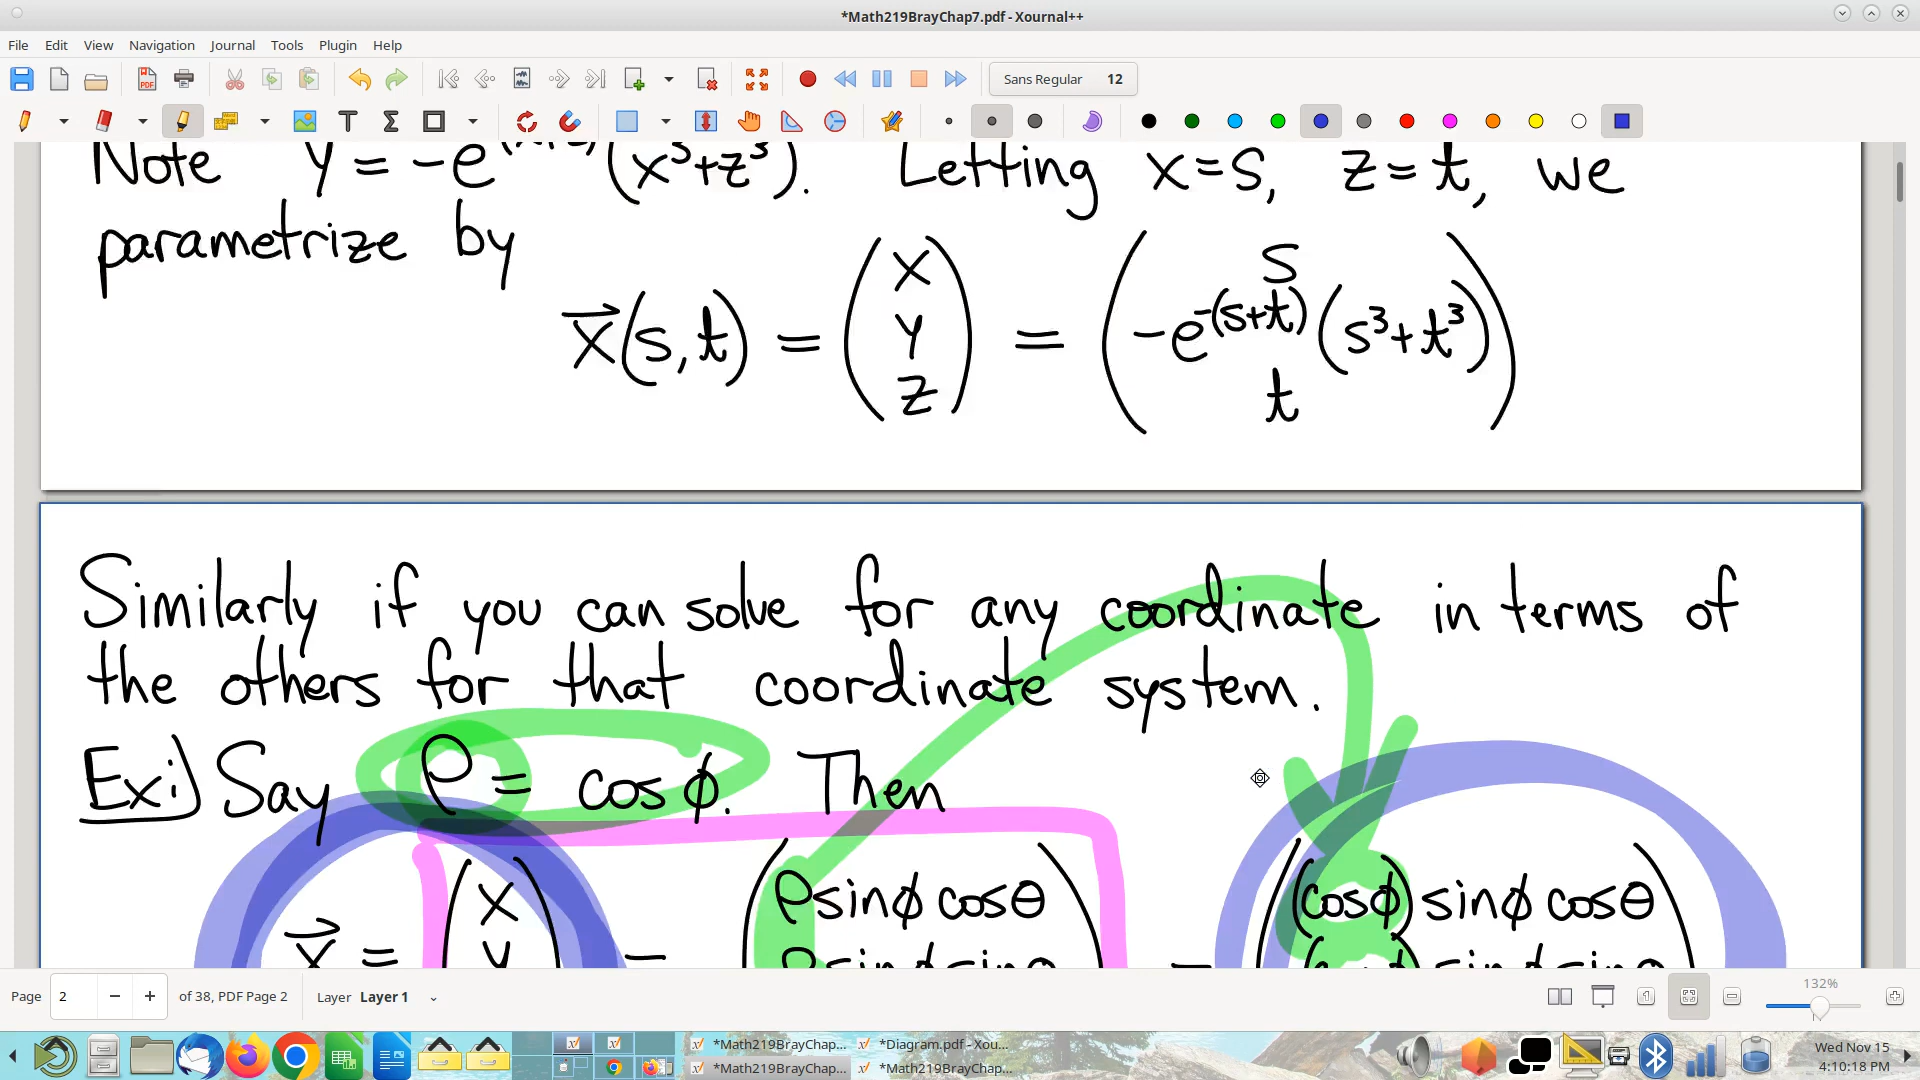 *Math219BrayChap7.pdf - Xournal++
File Edit View Navigation Journal Tools Plugin Help
Sans Regular 12
Note y = -e (x³+z³). Letting x=s, z=t, we
parametrize by
x⃗(s,t) = (x y z) = (s -e^-(s+t) (s³+t³) t)
Similarly if you can solve for any coordinate in terms of
the others for that coordinate system.
Ex:) Say ρ = cos ϕ. Then
x⃗ = (x y = (ρ sinϕ cosθ = (cosϕ) sinϕ cosθ
Page 2 of 38, PDF Page 2 Layer Layer 1 132%
*Math219BrayChap... *Diagram.pdf - Xou...
*Math219BrayChap... *Math219BrayChap...
Wed Nov 15
4:10:18 PM